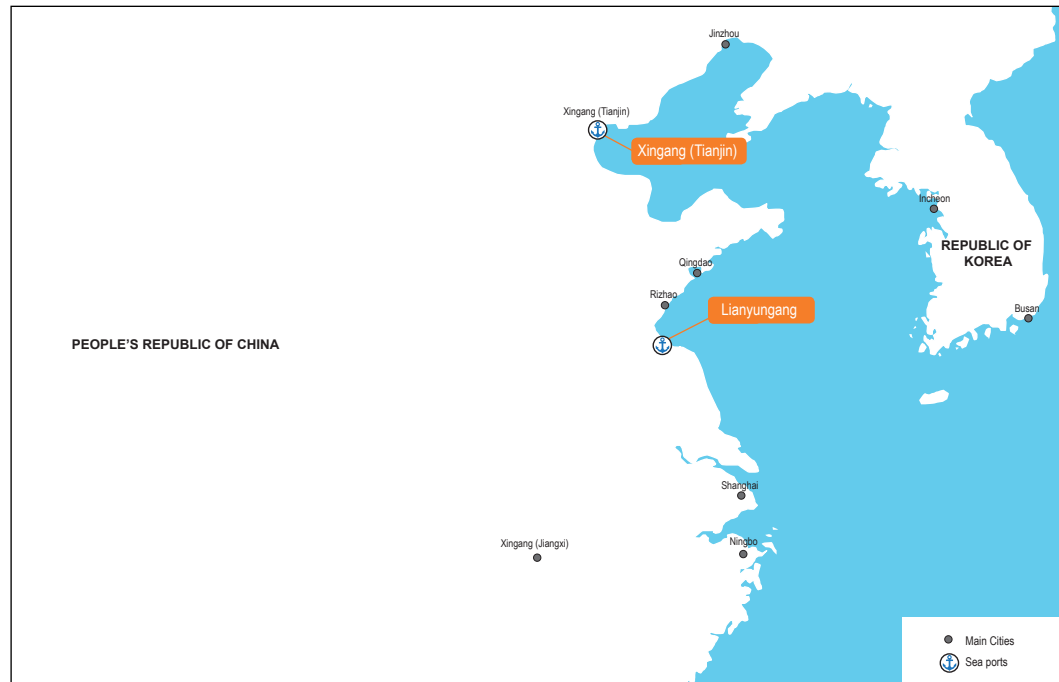 Jinzhou
Xingang (Tianjin)
Xingang (Tianjin)
Incheon
REPUBLIC OF
KOREA
Qingdao
Rizhao
Lianyungang
Busan
PEOPLE'S REPUBLIC OF CHINA
Shanghai
Xingang (Jiangxi)
Ningbo
Main Cities
Sea ports